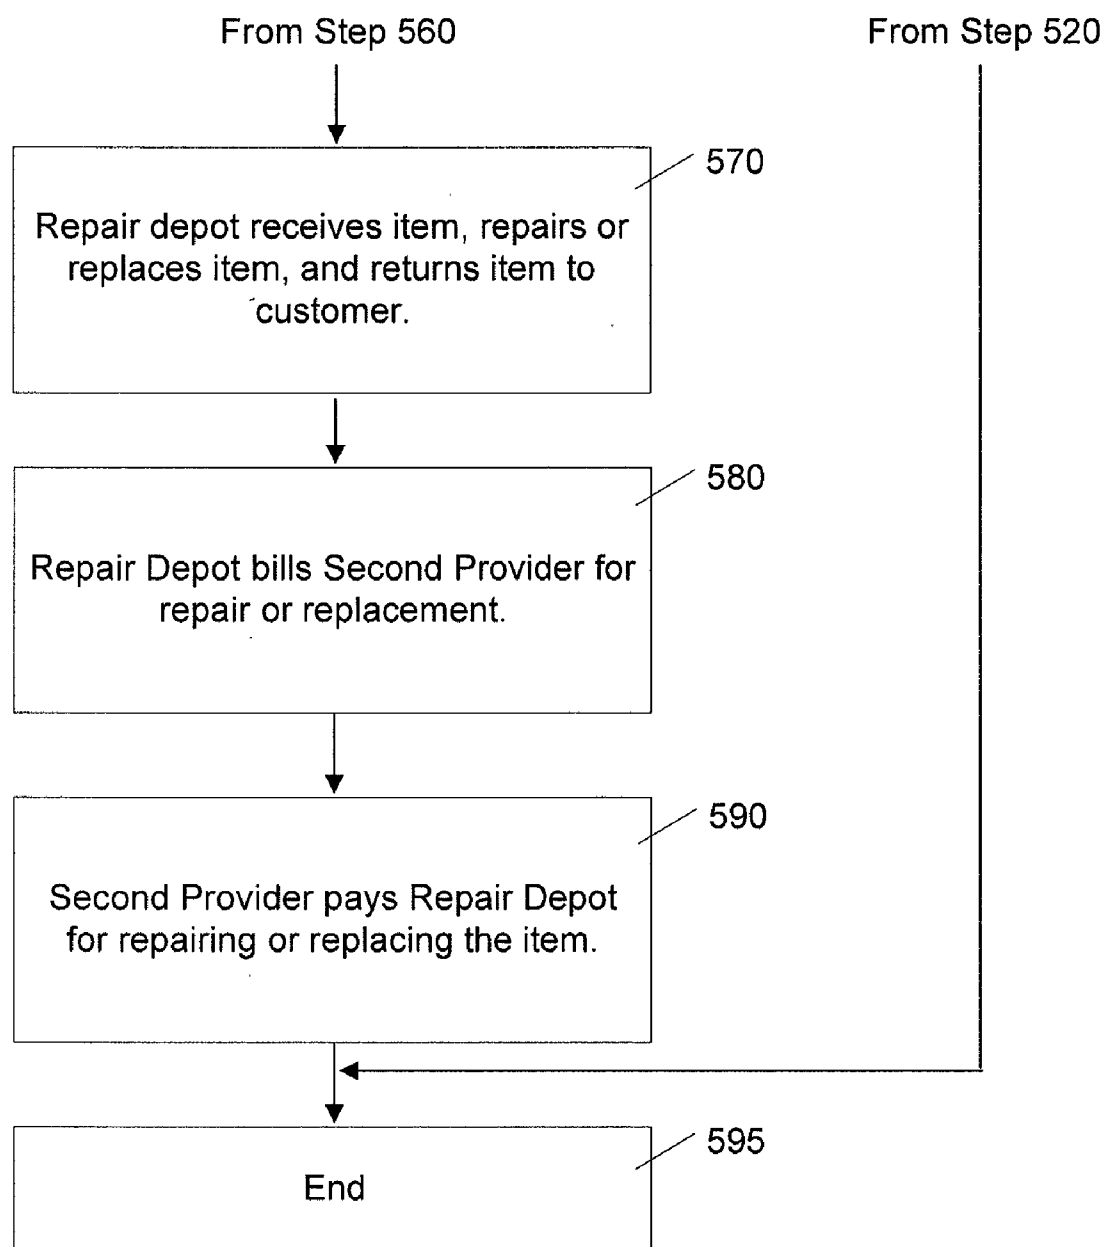 From Step 560
From Step 520
570
Repair depot receives item, repairs or
replaces item, and returns item to
customer.
580
Repair Depot bills Second Provider for
repair or replacement.
590
Second Provider pays Repair Depot
for repairing or replacing the item.
595
End